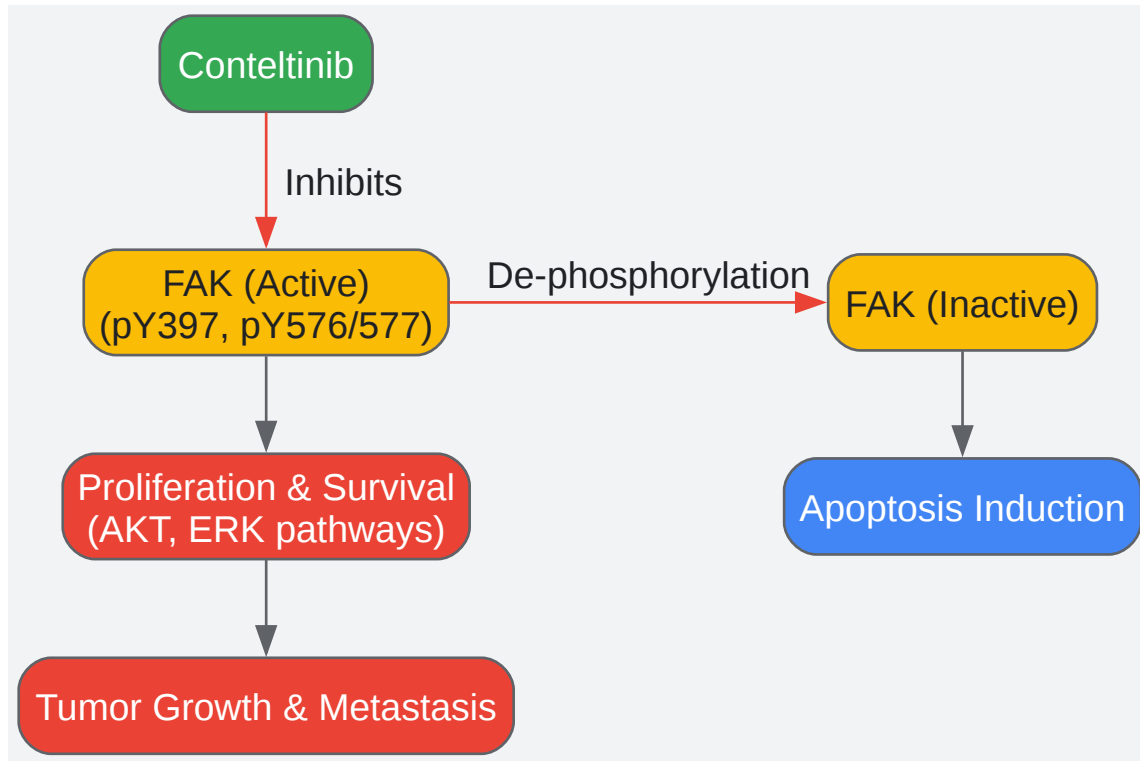 Conteltinib
Inhibits
FAK (Active)
(pY397, pY576/577)
De-phosphorylation
FAK (Inactive)
Proliferation & Survival
(AKT, ERK pathways)
Apoptosis Induction
Tumor Growth & Metastasis